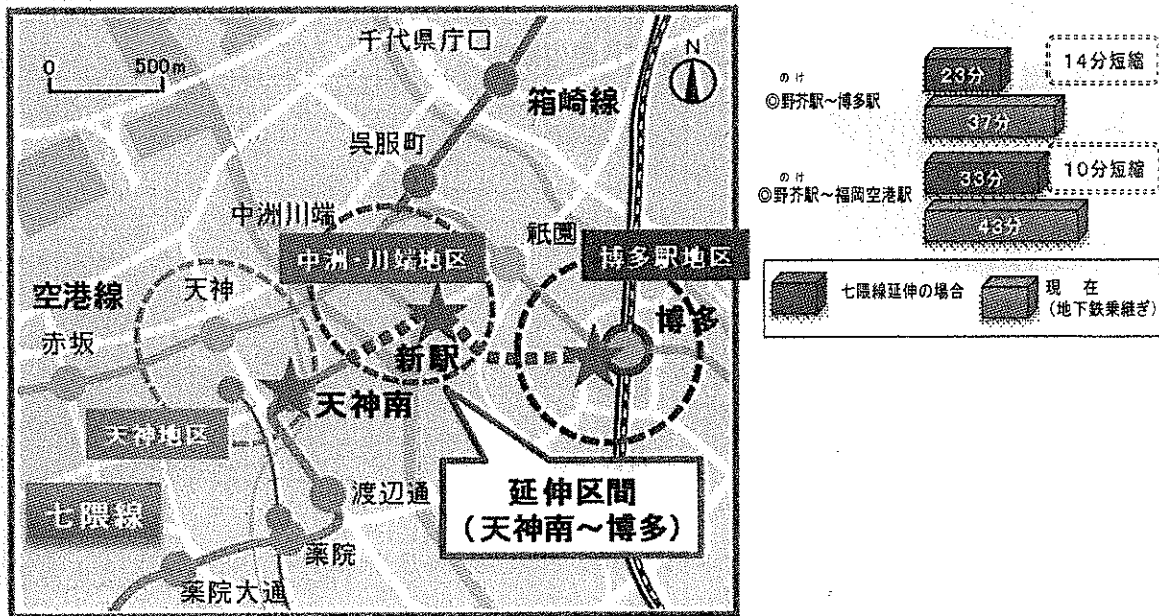 千代県庁口
0 500m
N
箱崎線
呉服町
中洲川端
祇園
中洲・川端地区
博多駅地区
空港線
天神
赤坂
博多
新駅
天神南
天神地区
延伸区間
(天神南～博多)
渡辺通
七隈線
薬院
薬院大通
23分
14分短縮
のけ
◎野芥駅～博多駅
37分
33分
10分短縮
のけ
◎野芥駅～福岡空港駅
43分
七隈線延伸の場合
現 在
(地下鉄乗継ぎ)